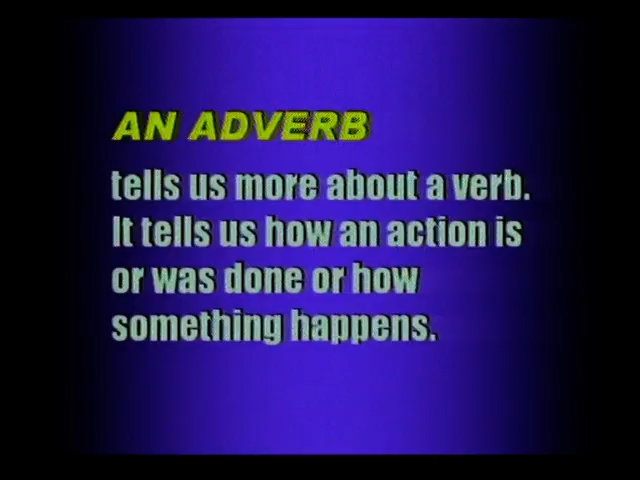 AN ADVERB
tells us more about a verb.
It tells us how an action is
or was done or how
something happens.